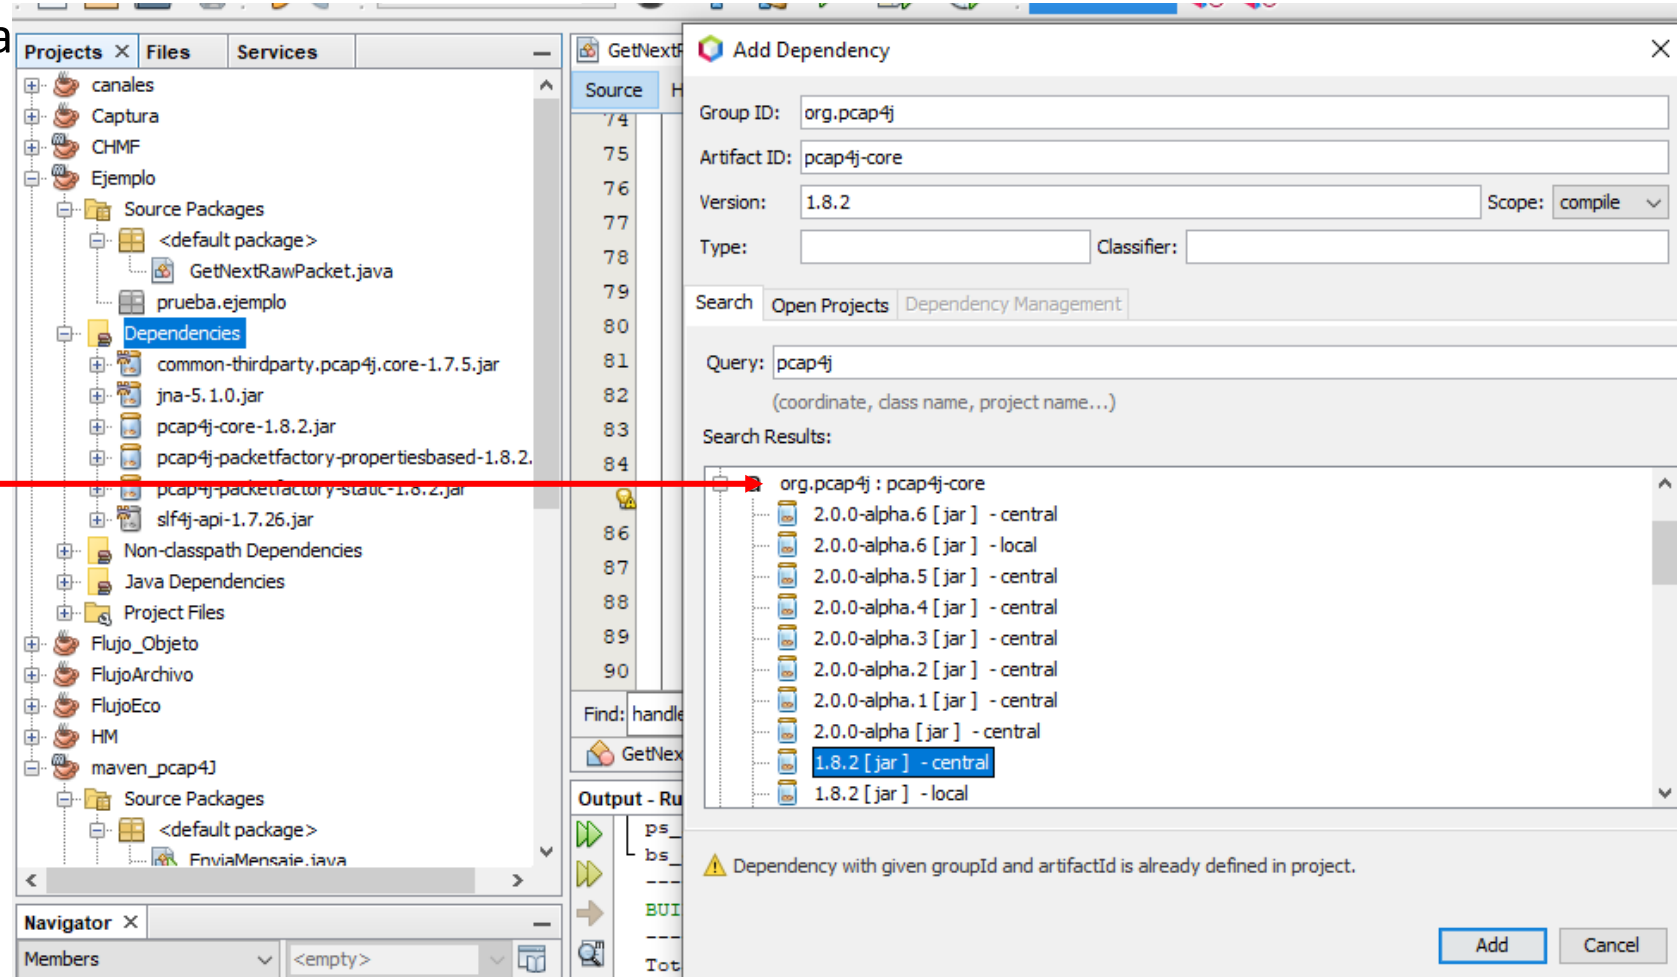 a
Projects × Files Services
canales
Captura
CHMF
Ejemplo
Source Packages
<default package>
GetNextRawPacket.java
prueba.ejemplo
Dependencies
common-thirdparty.pcap4j.core-1.7.5.jar
jna-5.1.0.jar
pcap4j-core-1.8.2.jar
pcap4j-packetfactory-propertiesbased-1.8.2.
pcap4j-packetfactory-static-1.8.2.jar
slf4j-api-1.7.26.jar
Non-classpath Dependencies
Java Dependencies
Project Files
Flujo_Objeto
FlujoArchivo
FlujoEco
HM
maven_pcap4J
Source Packages
<default package>
EnviaMensaje.java
Navigator ×
Members <empty>
GetNextR
Source H
74
75
76
77
78
79
80
81
82
83
84
86
87
88
89
90
Find: handle
GetNex
Output - Ru
ps_
bs_
----
BUI
----
Tot
Add Dependency
Group ID: org.pcap4j
Artifact ID: pcap4j-core
Version: 1.8.2 Scope: compile
Type: Classifier:
Search Open Projects Dependency Management
Query: pcap4j
(coordinate, class name, project name...)
Search Results:
org.pcap4j : pcap4j-core
2.0.0-alpha.6 [ jar ] - central
2.0.0-alpha.6 [ jar ] - local
2.0.0-alpha.5 [ jar ] - central
2.0.0-alpha.4 [ jar ] - central
2.0.0-alpha.3 [ jar ] - central
2.0.0-alpha.2 [ jar ] - central
2.0.0-alpha.1 [ jar ] - central
2.0.0-alpha [ jar ] - central
1.8.2 [ jar ] - central
1.8.2 [ jar ] - local
Dependency with given groupId and artifactId is already defined in project.
Add Cancel